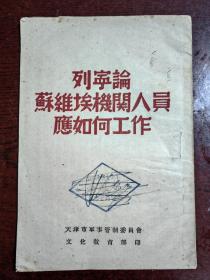 列寧論
蘇維埃機関人員
應如何工作
天津市軍事管制委員會
文化教育部印